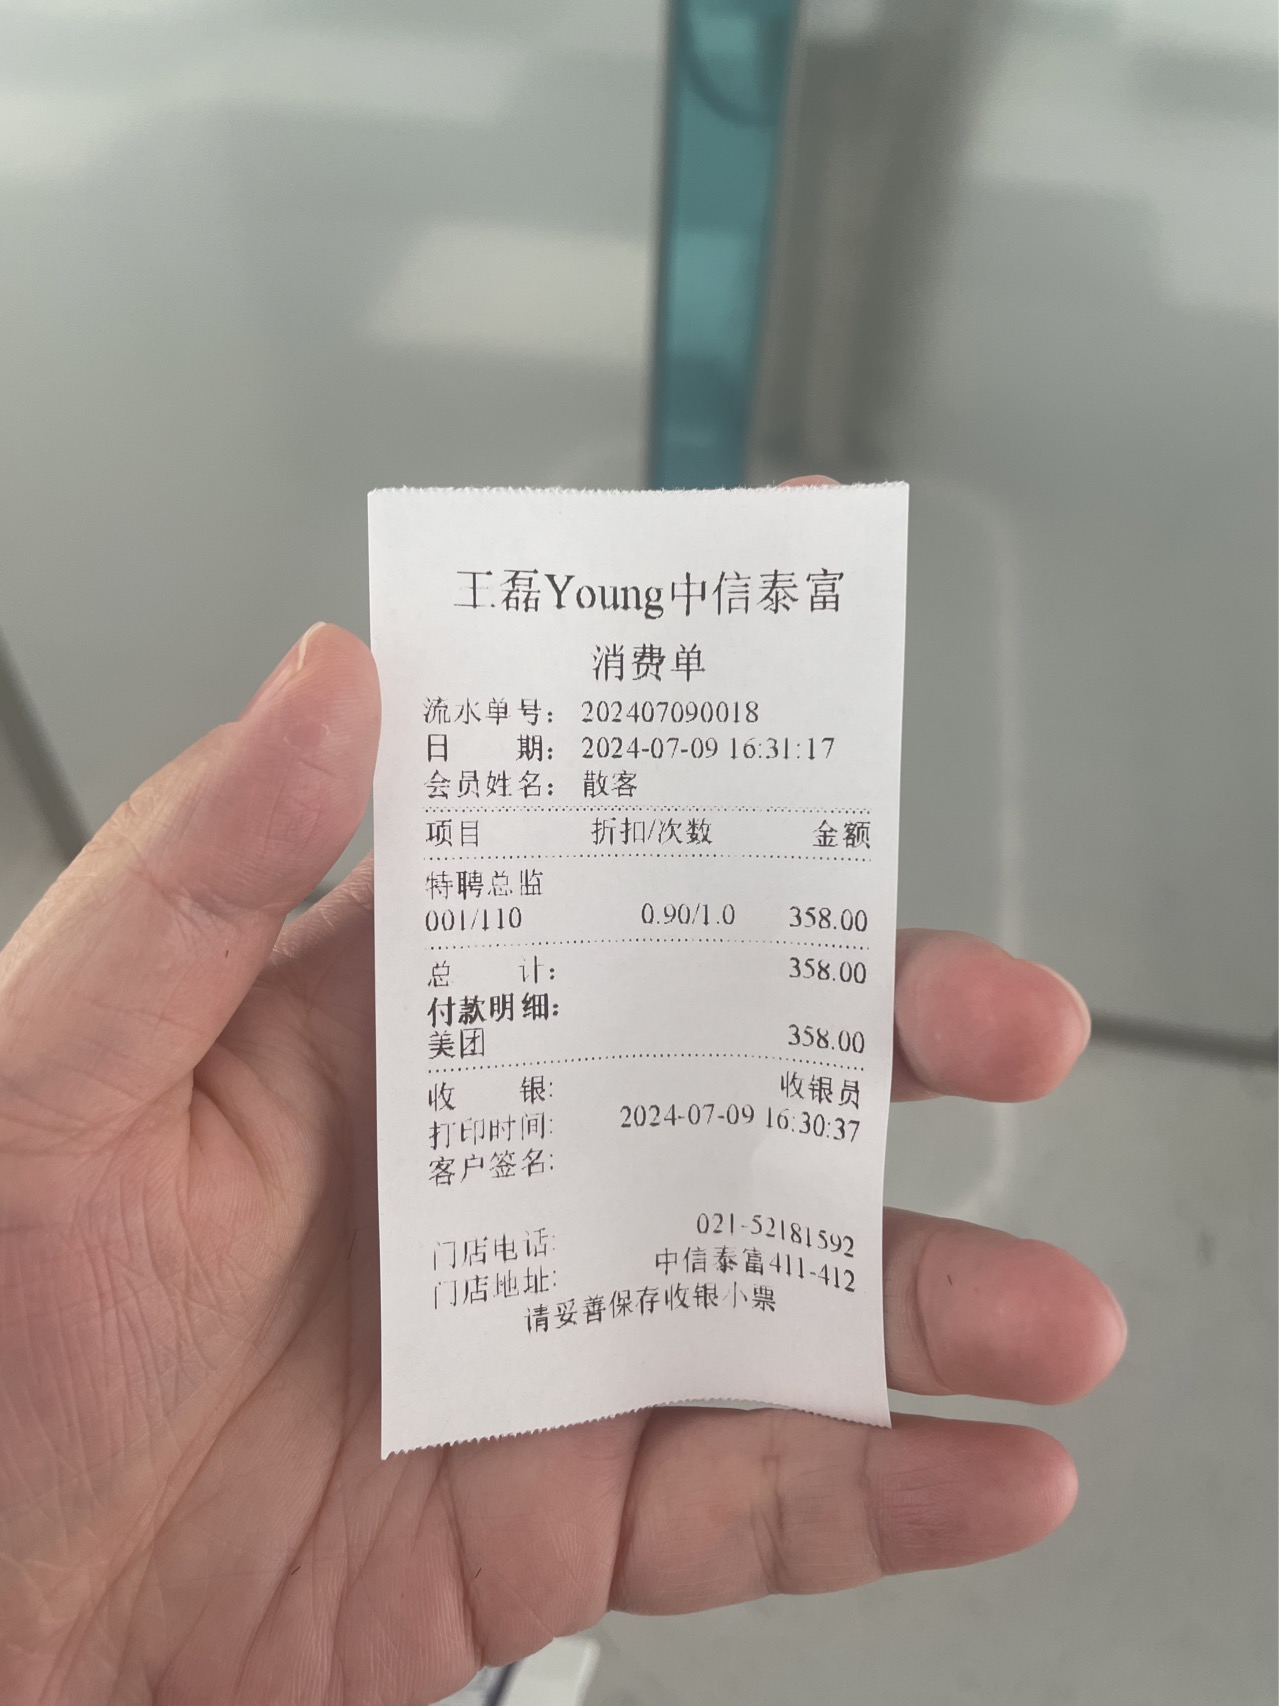 王磊Young中信泰富
消费单
流水单号： 202407090018
日 期： 2024-07-09 16:31:17
会员姓名： 散客
项目 折扣/次数 金额
特聘总监
001/110 0.90/1.0 358.00
总 计： 358.00
付款明细：
美团 358.00
收 银: 收银员
打印时间: 2024-07-09 16:30:37
客户签名:
门店电话: 021-52181592
门店地址: 中信泰富411-412
请妥善保存收银小票